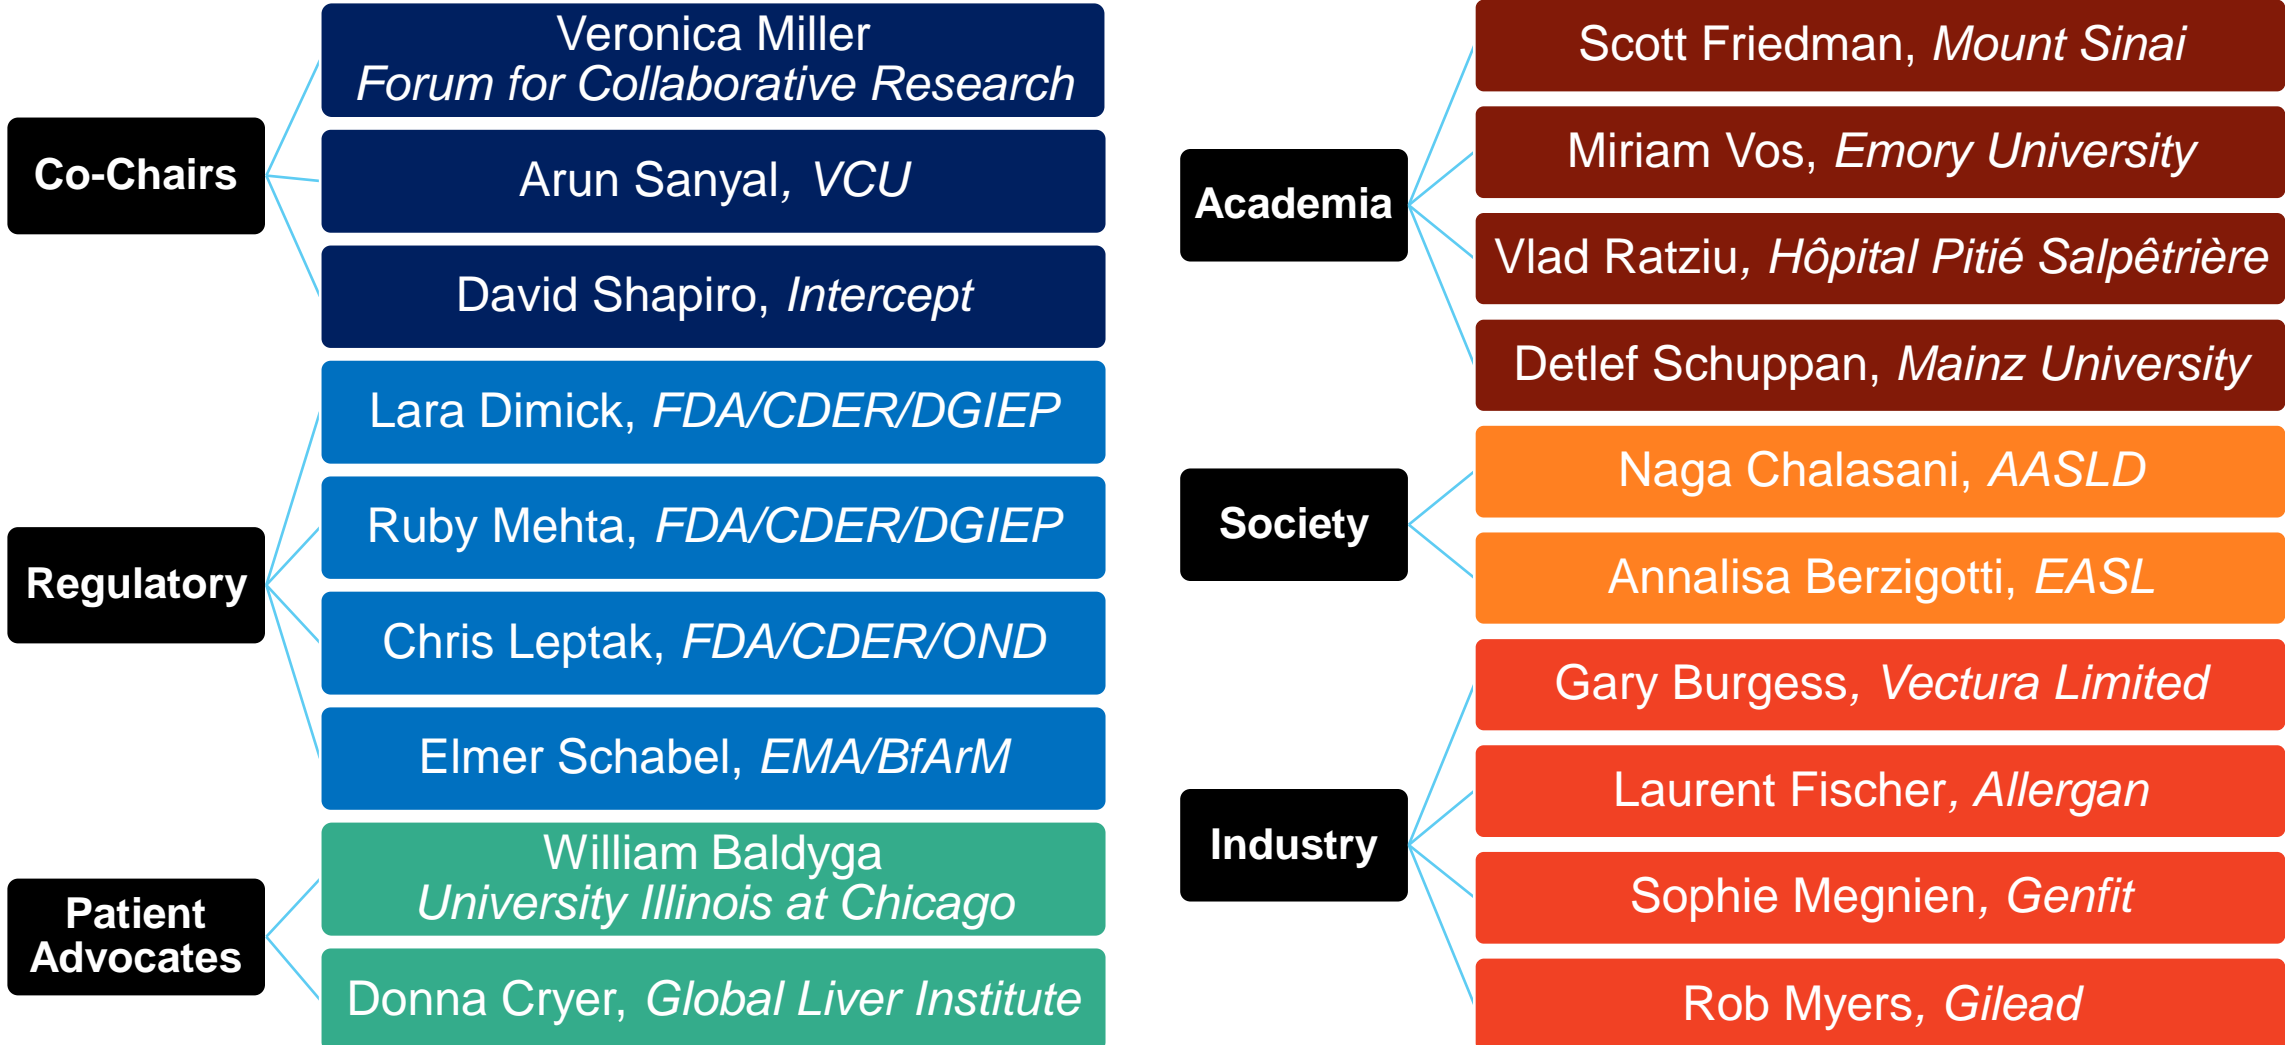 Co-Chairs
Veronica Miller
Forum for Collaborative Research
Arun Sanyal, VCU
David Shapiro, Intercept
Regulatory
Lara Dimick, FDA/CDER/DGIEP
Ruby Mehta, FDA/CDER/DGIEP
Chris Leptak, FDA/CDER/OND
Elmer Schabel, EMA/BfArM
Patient
Advocates
William Baldyga
University Illinois at Chicago
Donna Cryer, Global Liver Institute
Academia
Scott Friedman, Mount Sinai
Miriam Vos, Emory University
Vlad Ratziu, Hôpital Pitié Salpêtrière
Detlef Schuppan, Mainz University
Society
Naga Chalasani, AASLD
Annalisa Berzigotti, EASL
Industry
Gary Burgess, Vectura Limited
Laurent Fischer, Allergan
Sophie Megnien, Genfit
Rob Myers, Gilead